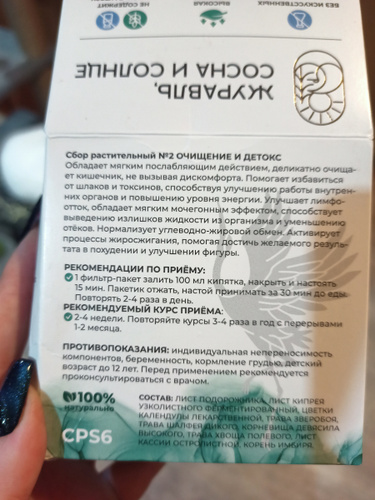 БЕЗ ИСКУССТВЕННЫХ
ВЫСОКАЯ
НЕ СОДЕРЖИТ
ЖУРАВЛЬ,
СОСНА И СОЛНЦЕ
Сбор растительный №2 ОЧИЩЕНИЕ И ДЕТОКС
Обладает мягким послабляющим действием, деликатно очища-
ет кишечник, не вызывая дискомфорта. Помогает избавиться
от шлаков и токсинов, способствуя улучшению работы внутрен-
них органов и повышению уровня энергии. Улучшает лимфо-
отток, обладает мягким мочегонным эффектом, способствует
выведению излишков жидкости из организма и уменьшению
отёков. Нормализует углеводно-жировой обмен. Активирует
процессы жиросжигания, помогая достичь желаемого резуль-
тата в похудении и улучшении фигуры.
РЕКОМЕНДАЦИИ ПО ПРИЁМУ:
1 фильтр-пакет залить 100 мл кипятка, накрыть и настоять
15 мин. Пакетик отжать, настой принимать за 30 мин до еды.
Повторять 2-4 раза в день.
РЕКОМЕНДУЕМЫЙ КУРС ПРИЁМА:
2-4 недели. Повторяйте курсы 3-4 раза в год с перерывами
1-2 месяца.
ПРОТИВОПОКАЗАНИЯ: индивидуальная непереносимость
компонентов, беременность, кормление грудью, детский
возраст до 12 лет. Перед применением рекомендуется
проконсультироваться с врачом.
100%
натурально
CPS6
СОСТАВ: ЛИСТ ПОДОРОЖНИКА, ЛИСТ КИПРЕЯ
УЗКОЛИСТНОГО ФЕРМЕНТИРОВАННЫЙ, ЦВЕТКИ
КАЛЕНДУЛЫ ЛЕКАРСТВЕННОЙ, ТРАВА ЗВЕРОБОЯ,
ТРАВА ШАЛФЕЯ ДИКОГО, КОРНЕВИЩА ДЕВЯСИЛА
ВЫСОКОГО, ТРАВА ХВОЩА ПОЛЕВОГО, ЛИСТ
КАССИИ ОСТРОЛИСТНОЙ, КОРЕНЬ ИМБИРЯ.